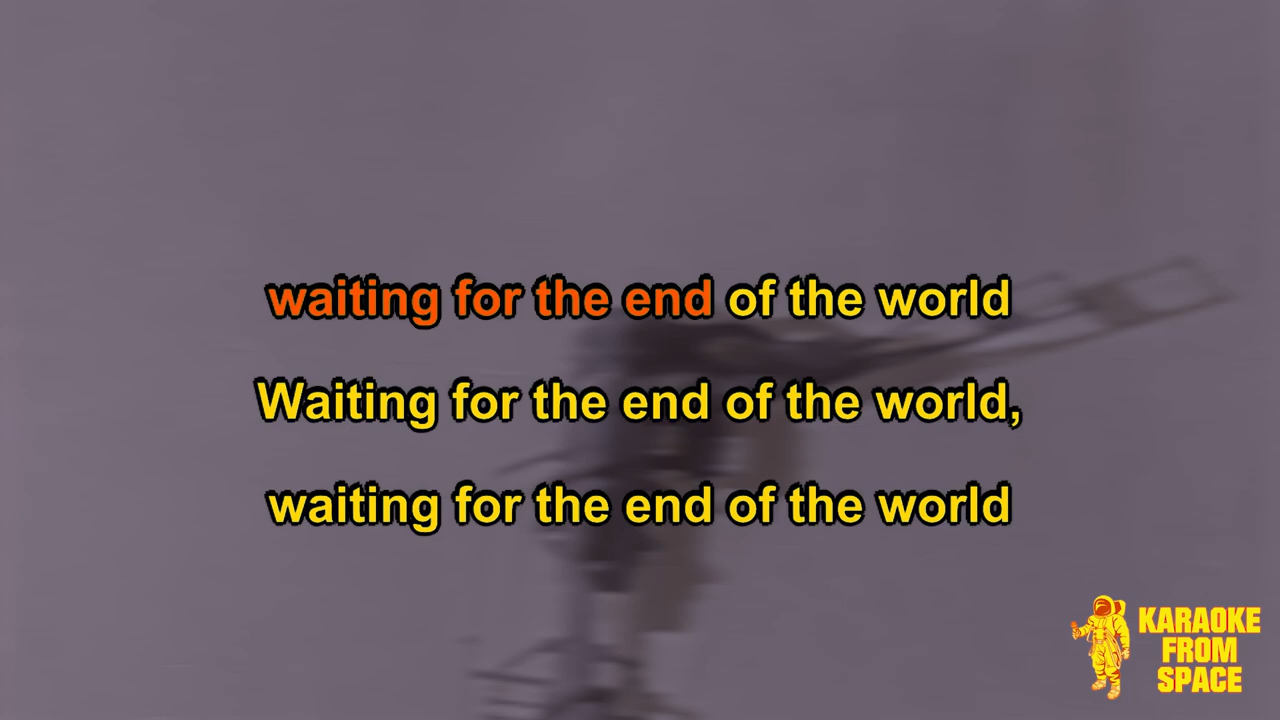 waiting for the end of the world
Waiting for the end of the world,
waiting for the end of the world
KARAOKE
FROM
SPACE